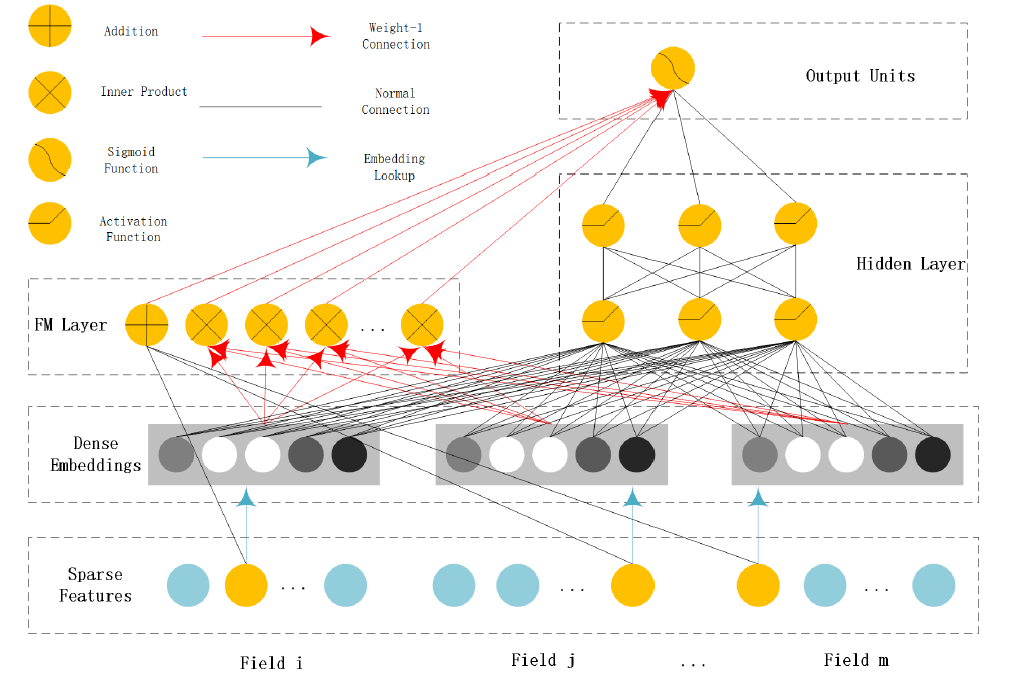 Addition
Weight-1
Connection
Inner Product
Normal
Connection
Sigmoid
Function
Embedding
Lookup
Activation
Function
Output Units
Hidden Layer
FM Layer
...
Dense
Embeddings
Sparse
Features
...
...
...
Field i
Field j
...
Field m